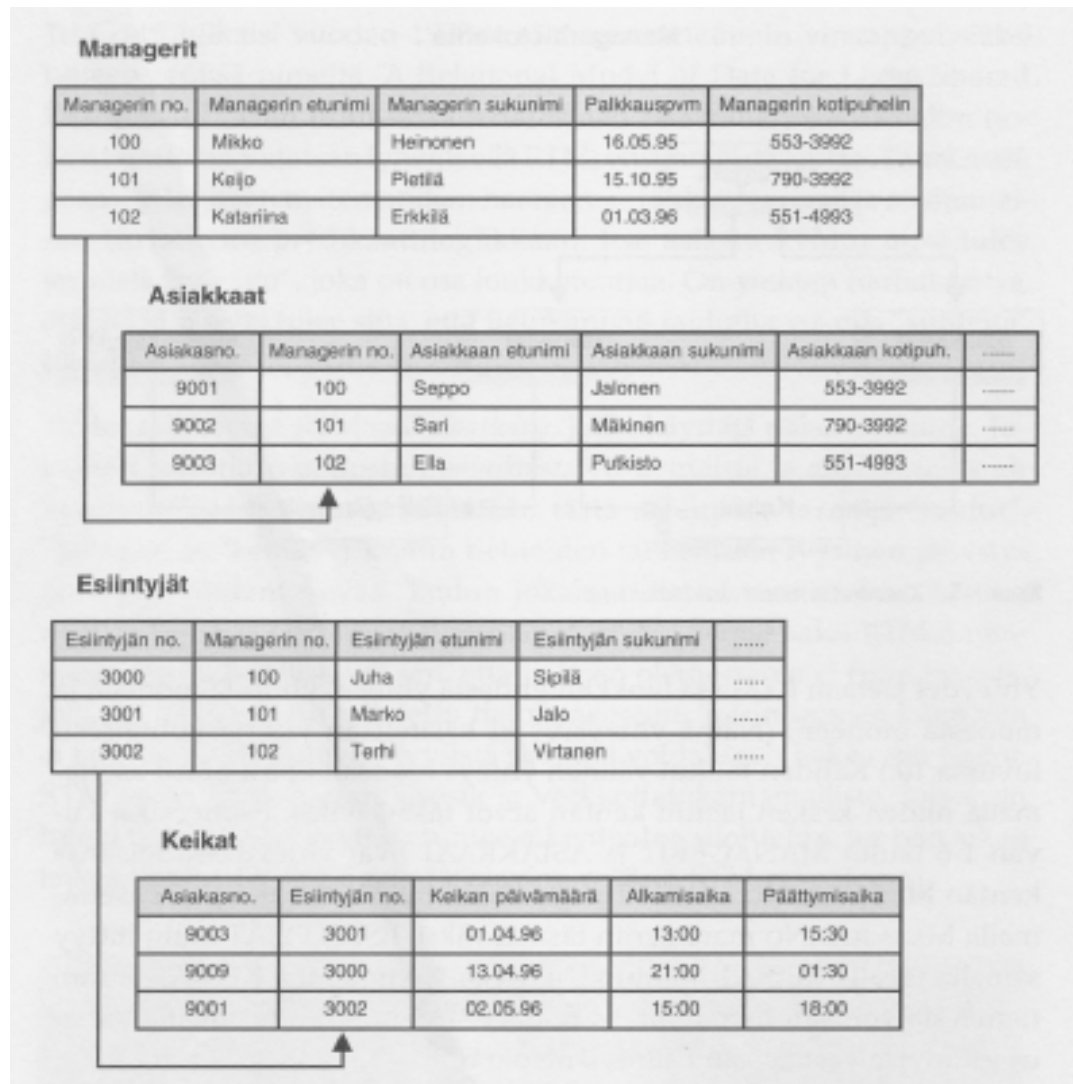 Managerit
Managerin no. Managerin etunimi Managerin sukunimi Palkkauspvm Managerin kotipuhelin
100 Mikko Heinonen 16.05.95 553-3992
101 Keijo Pietilä 15.10.95 790-3992
102 Katariina Erkkilä 01.03.96 551-4993
Asiakkaat
Asiakasno. Managerin no. Asiakkaan etunimi Asiakkaan sukunimi Asiakkaan kotipuh. ......
9001 100 Seppo Jalonen 553-3992 ......
9002 101 Sari Mäkinen 790-3992 ......
9003 102 Ella Putkisto 551-4993 ......
Esiintyjät
Esiintyjän no. Managerin no. Esiintyjän etunimi Esiintyjän sukunimi ......
3000 100 Juha Sipilä ......
3001 101 Marko Jalo ......
3002 102 Terhi Virtanen ......
Keikat
Asiakasno. Esiintyjän no. Keikan päivämäärä Alkamisaika Päättymisaika
9003 3001 01.04.96 13:00 15:30
9009 3000 13.04.96 21:00 01:30
9001 3002 02.05.96 15:00 18:00